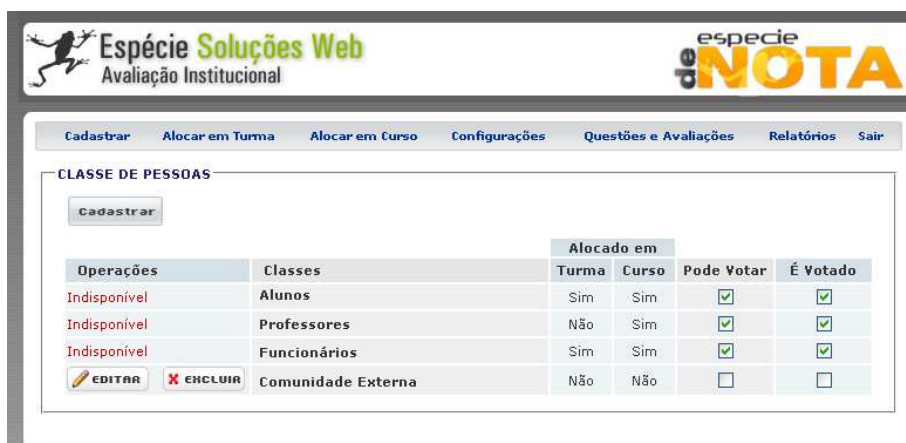 Espécie Soluções Web
Avaliação Institucional
especie
de NOTA
Cadastrar Alocar em Turma Alocar em Curso Configurações Questões e Avaliações Relatórios Sair
CLASSE DE PESSOAS
Cadastrar
Alocado em
Operações Classes Turma Curso Pode Votar É Votado
Indisponível Alunos Sim Sim
Indisponível Professores Não Sim
Indisponível Funcionários Sim Sim
EDITAR EXCLUIR Comunidade Externa Não Não